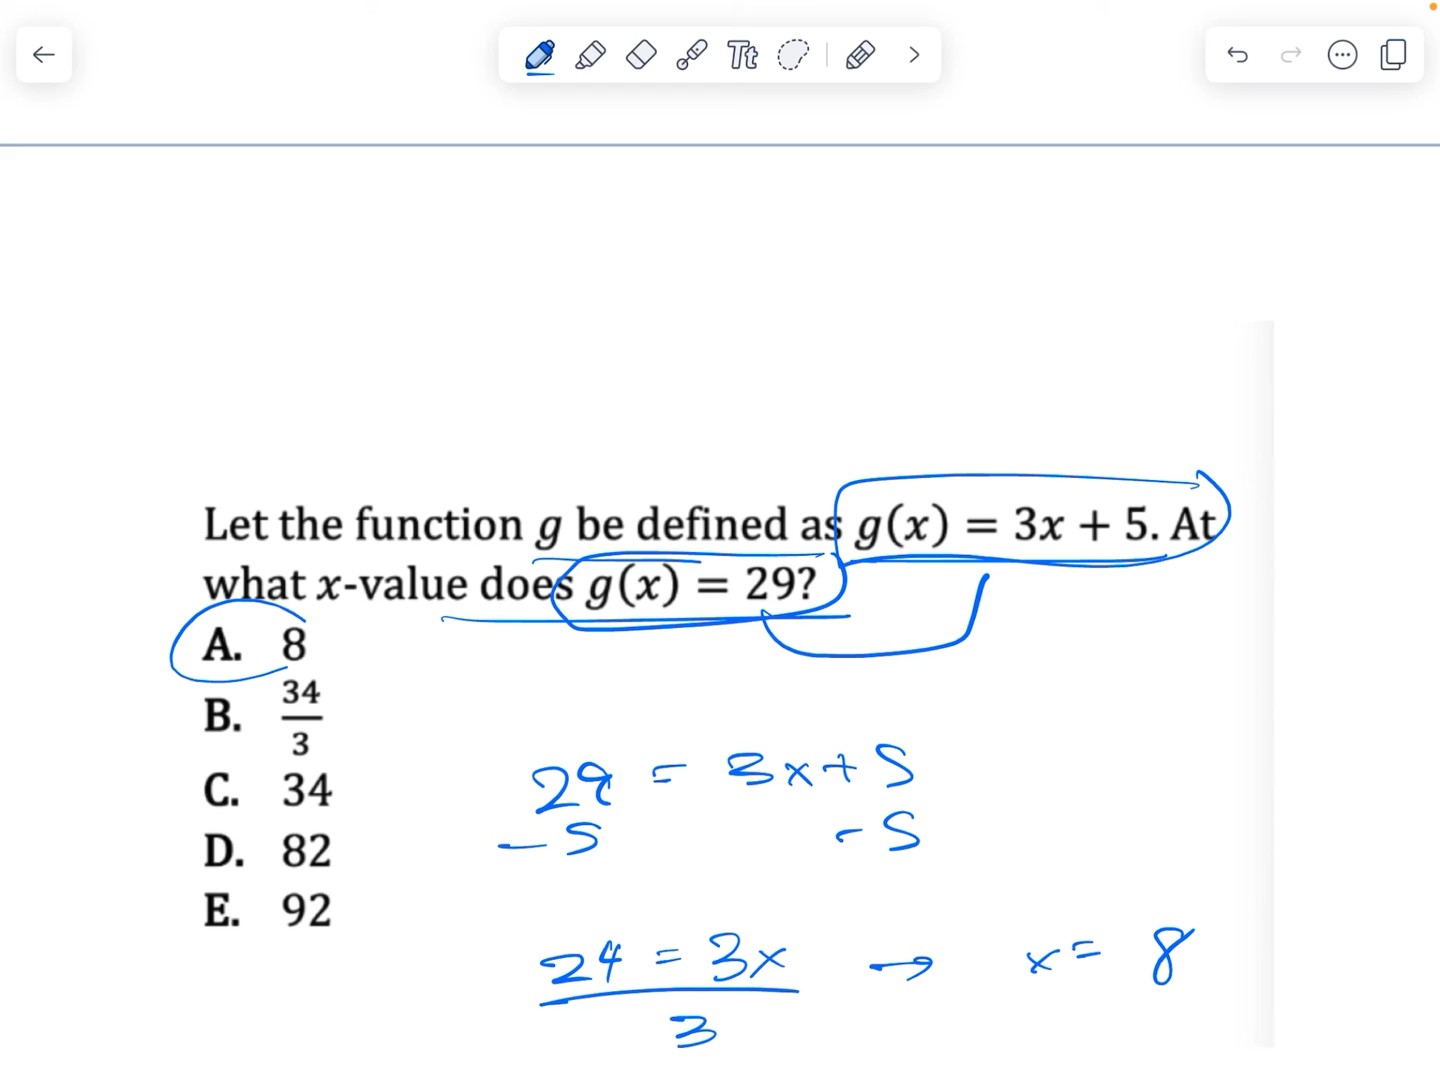 Tt
Let the function g be defined as g(x) = 3x + 5. At
what x-value does g(x) = 29?
A. 8
B. 34/3
C. 34
D. 82
E. 92
29 = 3x+5
-5 -5
24 = 3x → x = 8
3